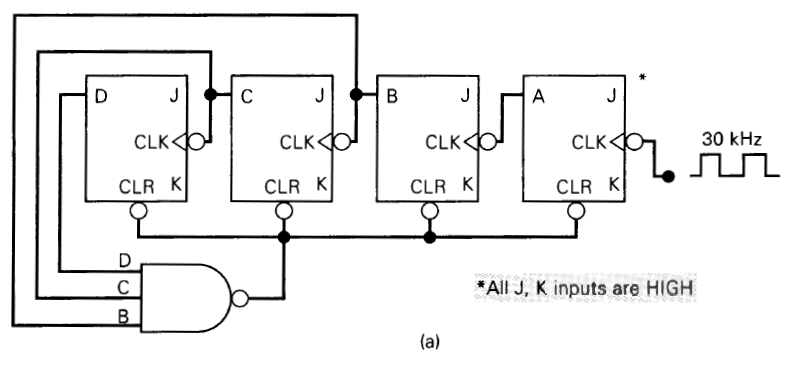 *
D J C J B J A J
CLK CLK CLK CLK
30 kHz
CLR K CLR K CLR K CLR K
D
C
B
*All J, K inputs are HIGH
(a)